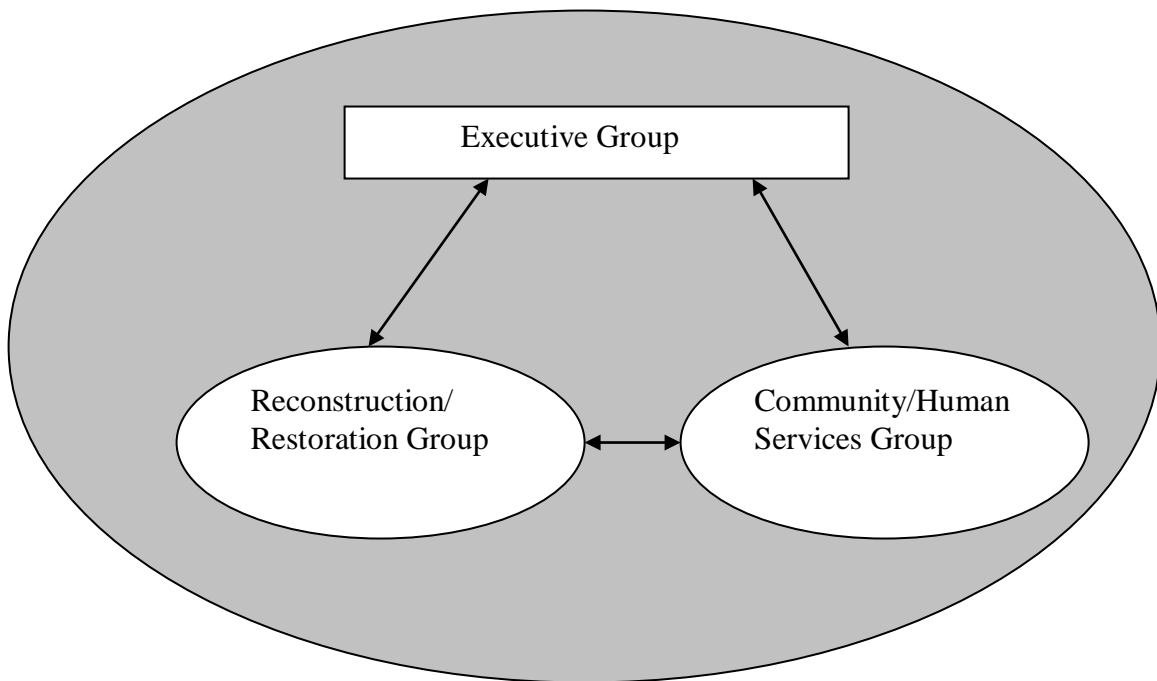 Executive Group
Reconstruction/
Restoration Group
Community/Human
Services Group